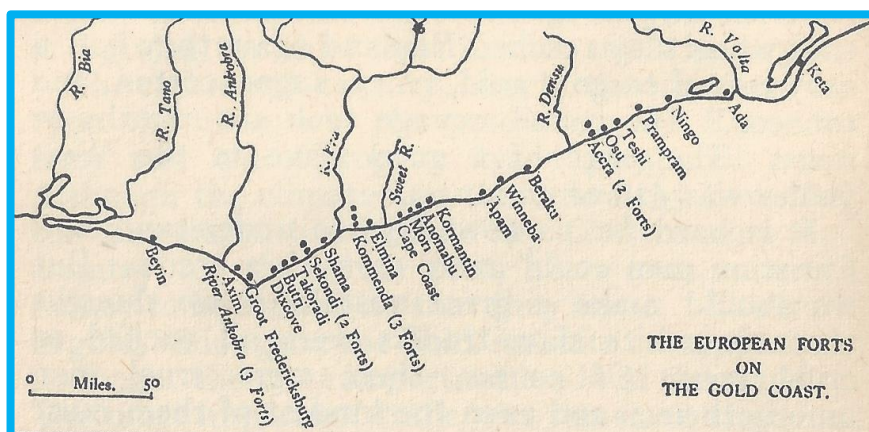 R. Bia
R. Tano
R. Ankobra
R. Pra
Sweet R.
R. Densu
R. Volta
Keta
Ada
Ningo
Prampram
Teshi
Osu
Accra (2 Forts)
Beraku
Winneba
Apam
Kormantin
Anomabu
Mori
Cape Coast
Elmina
Kommenda (3 Forts)
Shama
Sekondi (2 Forts)
Takoradi
Butri
Dixcove
Groot Fredericksburg (3 Forts)
Axim
River Ankobra
Beyin
0 Miles. 50
THE EUROPEAN FORTS
ON
THE GOLD COAST.